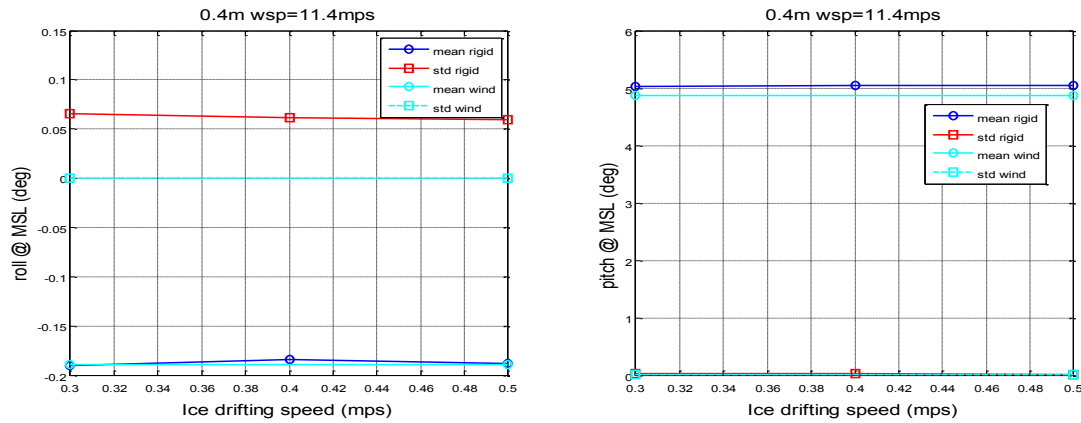 0.4m wsp=11.4mps
0.15
0.1
0.05
0
-0.05
-0.1
-0.15
-0.2
roll @ MSL (deg)
mean rigid
std rigid
mean wind
std wind
0.3 0.32 0.34 0.36 0.38 0.4 0.42 0.44 0.46 0.48 0.5
Ice drifting speed (mps)
0.4m wsp=11.4mps
6
5
4
3
2
1
0
pitch @ MSL (deg)
mean rigid
std rigid
mean wind
std wind
0.3 0.32 0.34 0.36 0.38 0.4 0.42 0.44 0.46 0.48 0.5
Ice drifting speed (mps)